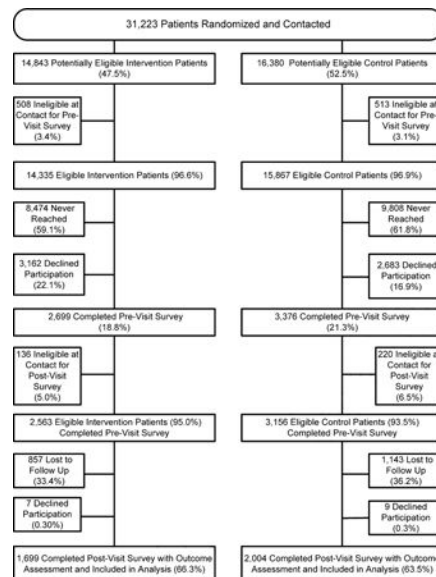 31,223 Patients Randomized and Contacted
14,843 Potentially Eligible Intervention Patients
(47.5%)
16,380 Potentially Eligible Control Patients
(52.5%)
508 Ineligible at
Contact for Pre-
Visit Survey
(3.4%)
513 Ineligible at
Contact for Pre-
Visit Survey
(3.1%)
14,335 Eligible Intervention Patients (96.6%)
15,867 Eligible Control Patients (96.9%)
8,474 Never
Reached
(59.1%)
9,808 Never
Reached
(61.8%)
3,162 Declined
Participation
(22.1%)
2,683 Declined
Participation
(16.9%)
2,699 Completed Pre-Visit Survey
(18.8%)
3,376 Completed Pre-Visit Survey
(21.3%)
136 Ineligible at
Contact for
Post-Visit
Survey
(5.0%)
220 Ineligible at
Contact for
Post-Visit
Survey
(6.5%)
2,563 Eligible Intervention Patients (95.0%)
Completed Pre-Visit Survey
3,156 Eligible Control Patients (93.5%)
Completed Pre-Visit Survey
857 Lost to
Follow Up
(33.4%)
1,143 Lost to
Follow Up
(36.2%)
7 Declined
Participation
(0.30%)
9 Declined
Participation
(0.3%)
1,699 Completed Post-Visit Survey with Outcome
Assessment and Included in Analysis (66.3%)
2,004 Completed Post-Visit Survey with Outcome
Assessment and Included in Analysis (63.5%)